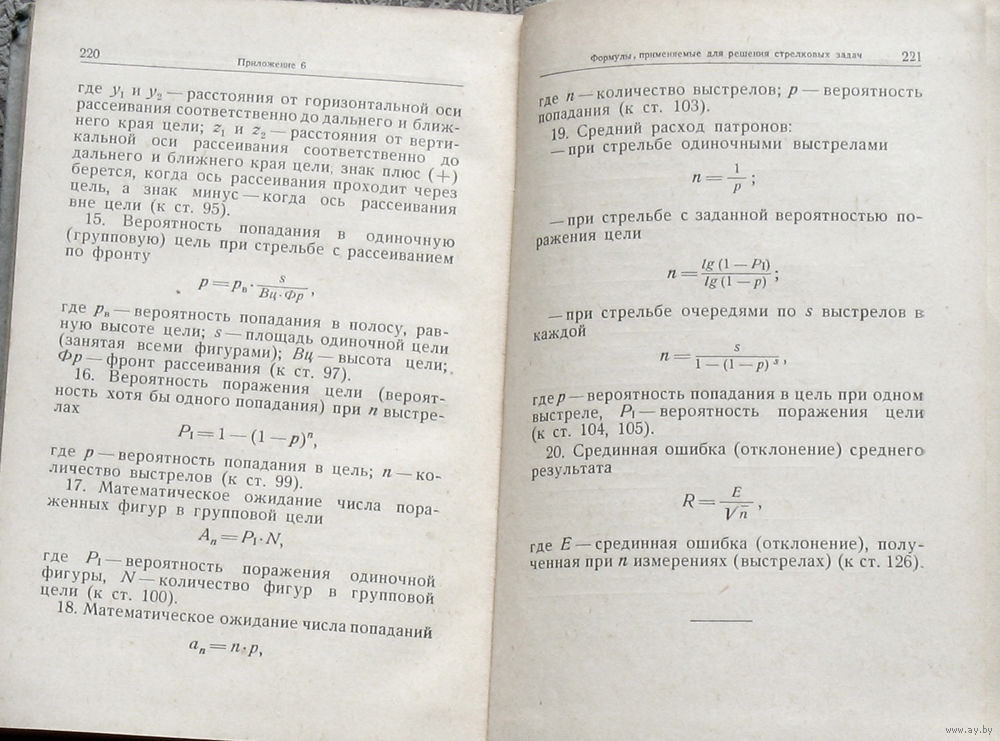 220
Приложение 6
где y₁ и y₂ — расстояния от горизонтальной оси
рассеивания соответственно до дальнего и ближ-
него края цели; z₁ и z₂ — расстояния от верти-
кальной оси рассеивания соответственно до
дальнего и ближнего края цели, знак плюс (+)
берется, когда ось рассеивания проходит через
цель, а знак минус — когда ось рассеивания
вне цели (к ст. 95).
15. Вероятность попадания в одиночную
(групповую) цель при стрельбе с рассеиванием
по фронту
p = pв · s / (Вц·Фр),
где pв — вероятность попадания в полосу, рав-
ную высоте цели; s — площадь одиночной цели
(занятая всеми фигурами); Вц — высота цели;
Фр — фронт рассеивания (к ст. 97).
16. Вероятность поражения цели (вероят-
ность хотя бы одного попадания) при n выстре-
лах
P₁ = 1 — (1 — p)ⁿ,
где p — вероятность попадания в цель; n — ко-
личество выстрелов (к ст. 99).
17. Математическое ожидание числа пора-
женных фигур в групповой цели
Aₙ = P₁·N,
где P₁ — вероятность поражения одиночной
фигуры, N — количество фигур в групповой
цели (к ст. 100).
18. Математическое ожидание числа попаданий
aₙ = n·p,
Формулы, применяемые для решения стрелковых задач
221
где n — количество выстрелов; p — вероятность
попадания (к ст. 103).
19. Средний расход патронов:
— при стрельбе одиночными выстрелами
n = 1 / p ;
— при стрельбе с заданной вероятностью по-
ражения цели
n = lg (1 — P₁) / lg (1 — p) ;
— при стрельбе очередями по s выстрелов в
каждой
n = s / (1 — (1 — p)ˢ),
где p — вероятность попадания в цель при одном
выстреле, P₁ — вероятность поражения цели
(к ст. 104, 105).
20. Срединная ошибка (отклонение) среднего
результата
R = E / √n ,
где E — срединная ошибка (отклонение), полу-
ченная при n измерениях (выстрелах) (к ст. 126).
www.ay.by